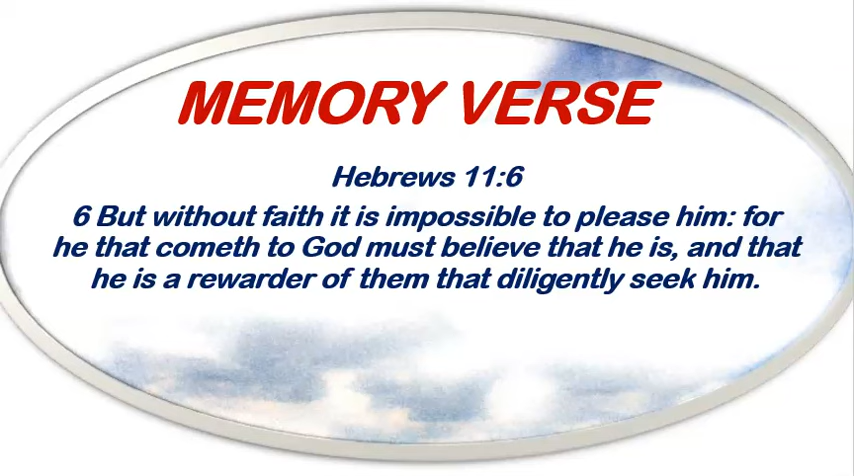 MEMORY VERSE
Hebrews 11:6
6 But without faith it is impossible to please him: for
he that cometh to God must believe that he is, and that
he is a rewarder of them that diligently seek him.